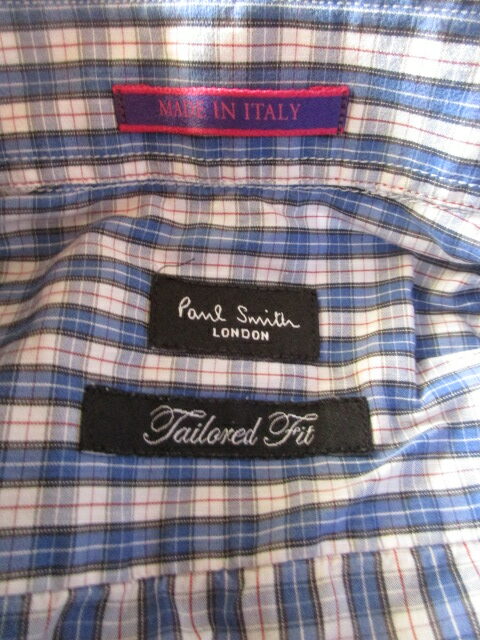 MADE IN ITALY
Paul Smith
LONDON
Tailored Fit